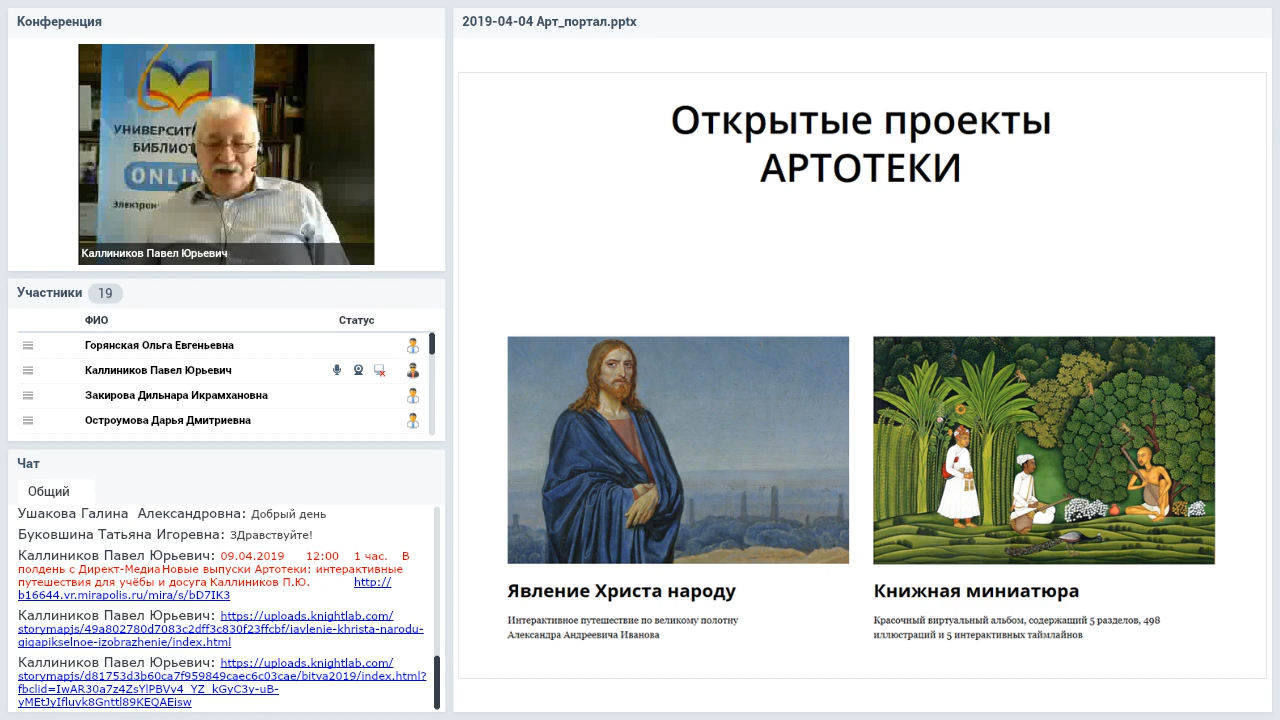 Конференция
УНИВЕРСИТ
БИБЛИО
ONLIN
Электрон
Каллиников Павел Юрьевич
Участники 19
ФИО Статус
Горянская Ольга Евгеньевна
Каллиников Павел Юрьевич
Закирова Дильнара Икрамхановна
Остроумова Дарья Дмитриевна
Чат
Общий
Ушакова Галина Александровна: Добрый день
Буковшина Татьяна Игоревна: ЗДравствуйте!
Каллиников Павел Юрьевич: 09.04.2019 12:00 1 час. В
полдень с Директ-МедиаНовые выпуски Артотеки: интерактивные
путешествия для учёбы и досуга Каллиников П.Ю. http://
b16644.vr.mirapolis.ru/mira/s/bD7IK3
Каллиников Павел Юрьевич: https://uploads.knightlab.com/
storymapjs/49a802780d7083c2dff3c830f23ffcbf/iavlenie-khrista-narodu-
gigapikselnoe-izobrazhenie/index.html
Каллиников Павел Юрьевич: https://uploads.knightlab.com/
storymapjs/d81753d3b60ca7f959849caec6c03cae/bitva2019/index.html?
fbclid=IwAR30a7z4ZsYlPBVv4_YZ_kGyC3y-uB-
yMEtJyIfluvk8Gnttl89KEQAEisw
2019-04-04 Арт_портал.pptx
Открытые проекты
АРТОТЕКИ
Явление Христа народу
Интерактивное путешествие по великому полотну
Александра Андреевича Иванова
Книжная миниатюра
Красочный виртуальный альбом, содержащий 5 разделов, 498
иллюстраций и 5 интерактивных таймлайнов